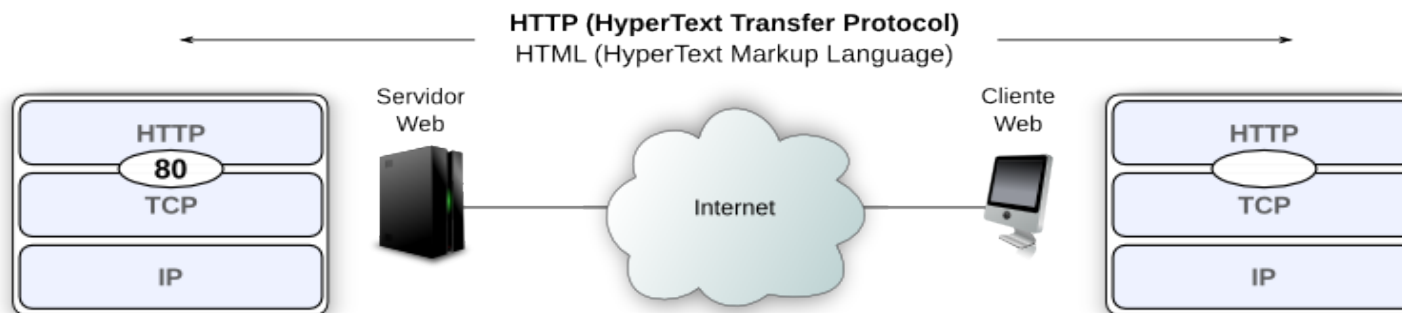 HTTP (HyperText Transfer Protocol)
HTML (HyperText Markup Language)
Servidor
Web
Cliente
Web
HTTP
80
TCP
IP
Internet
HTTP
TCP
IP